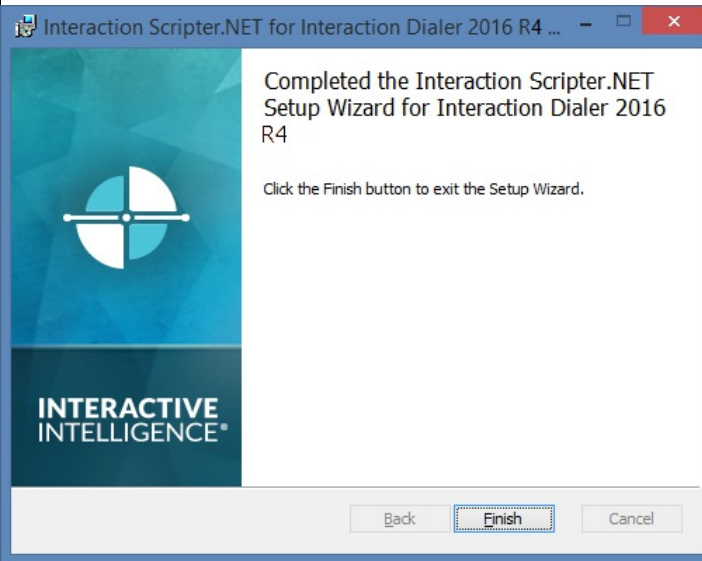 Interaction Scripter.NET for Interaction Dialer 2016 R4 ...
Completed the Interaction Scripter.NET
Setup Wizard for Interaction Dialer 2016
R4
Click the Finish button to exit the Setup Wizard.
INTERACTIVE
INTELLIGENCE®
Back Finish Cancel